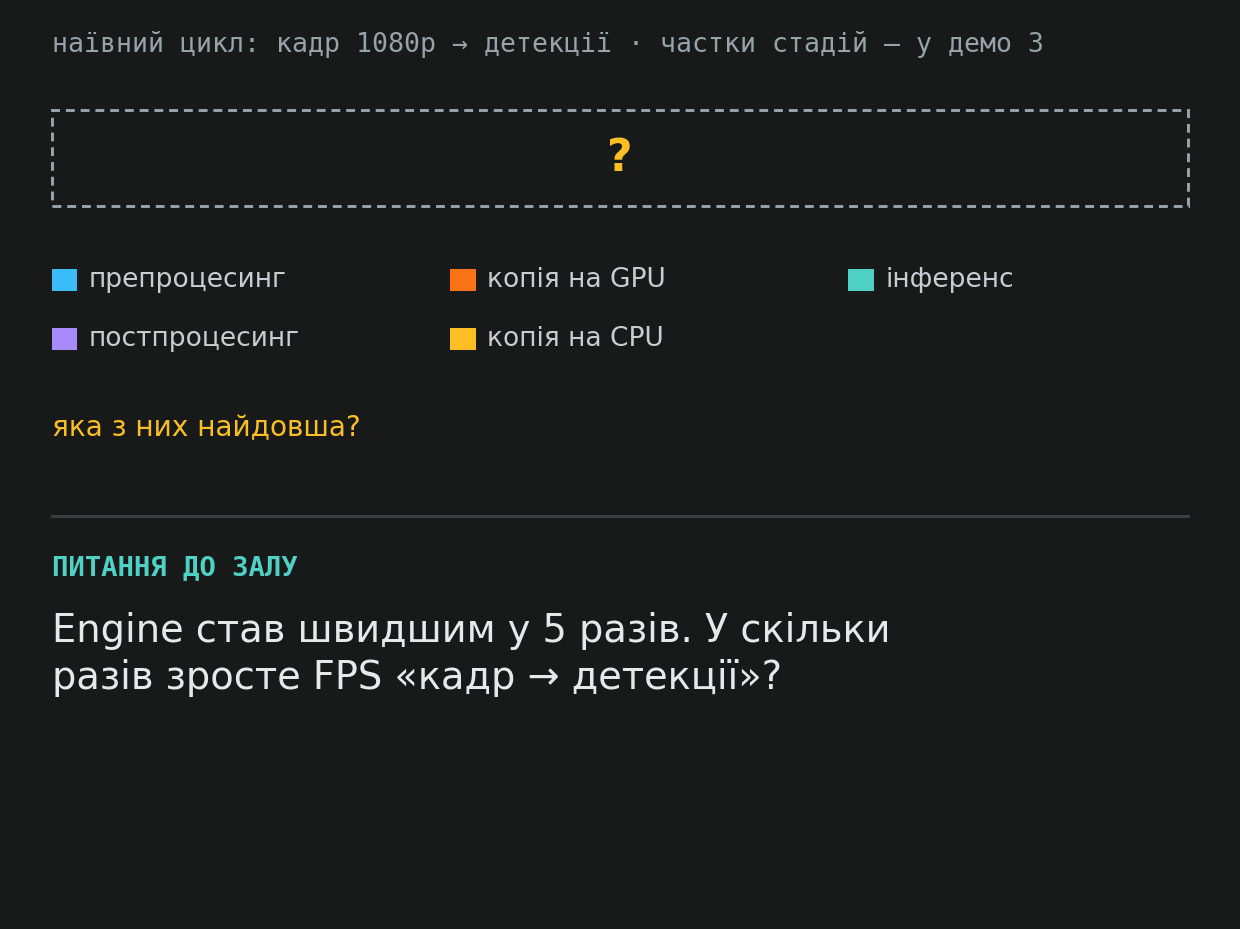 наївний цикл: кадр 1080p → детекції · частки стадій — у демо 3
?
препроцесинг
копія на GPU
інференс
постпроцесинг
копія на CPU
яка з них найдовша?
ПИТАННЯ ДО ЗАЛУ
Engine став швидшим у 5 разів. У скільки
разів зросте FPS «кадр → детекції»?